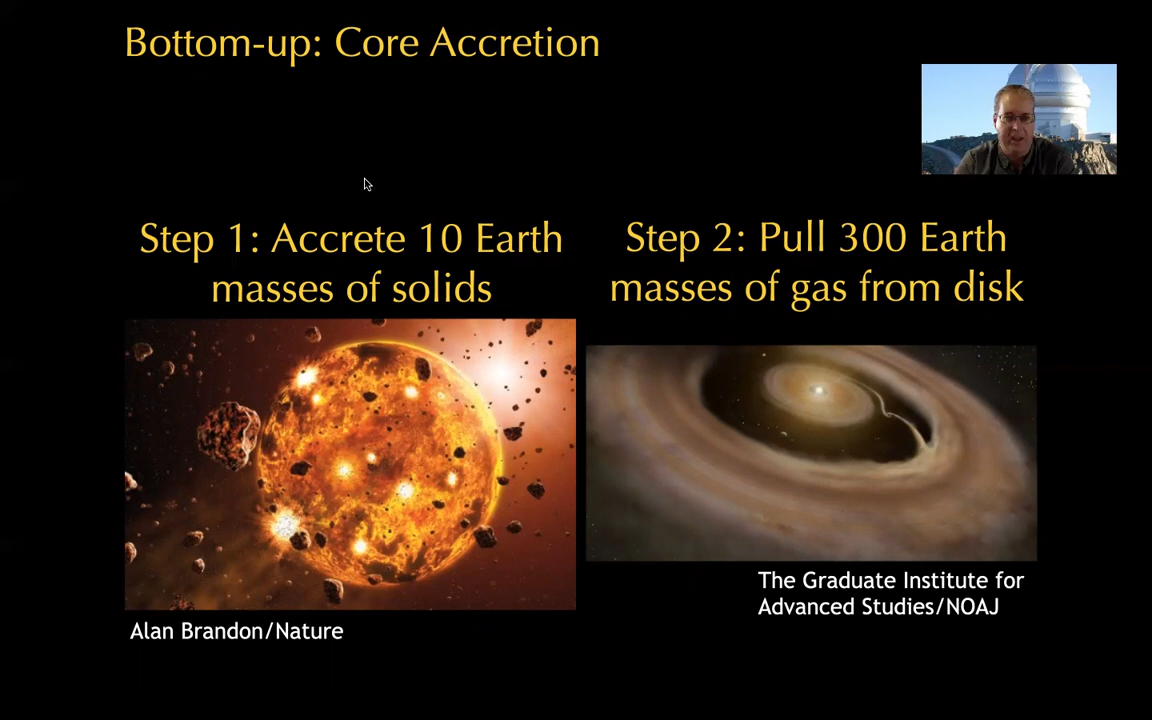 Bottom-up: Core Accretion
Step 1: Accrete 10 Earth
masses of solids
Step 2: Pull 300 Earth
masses of gas from disk
Alan Brandon/Nature
The Graduate Institute for
Advanced Studies/NOAJ